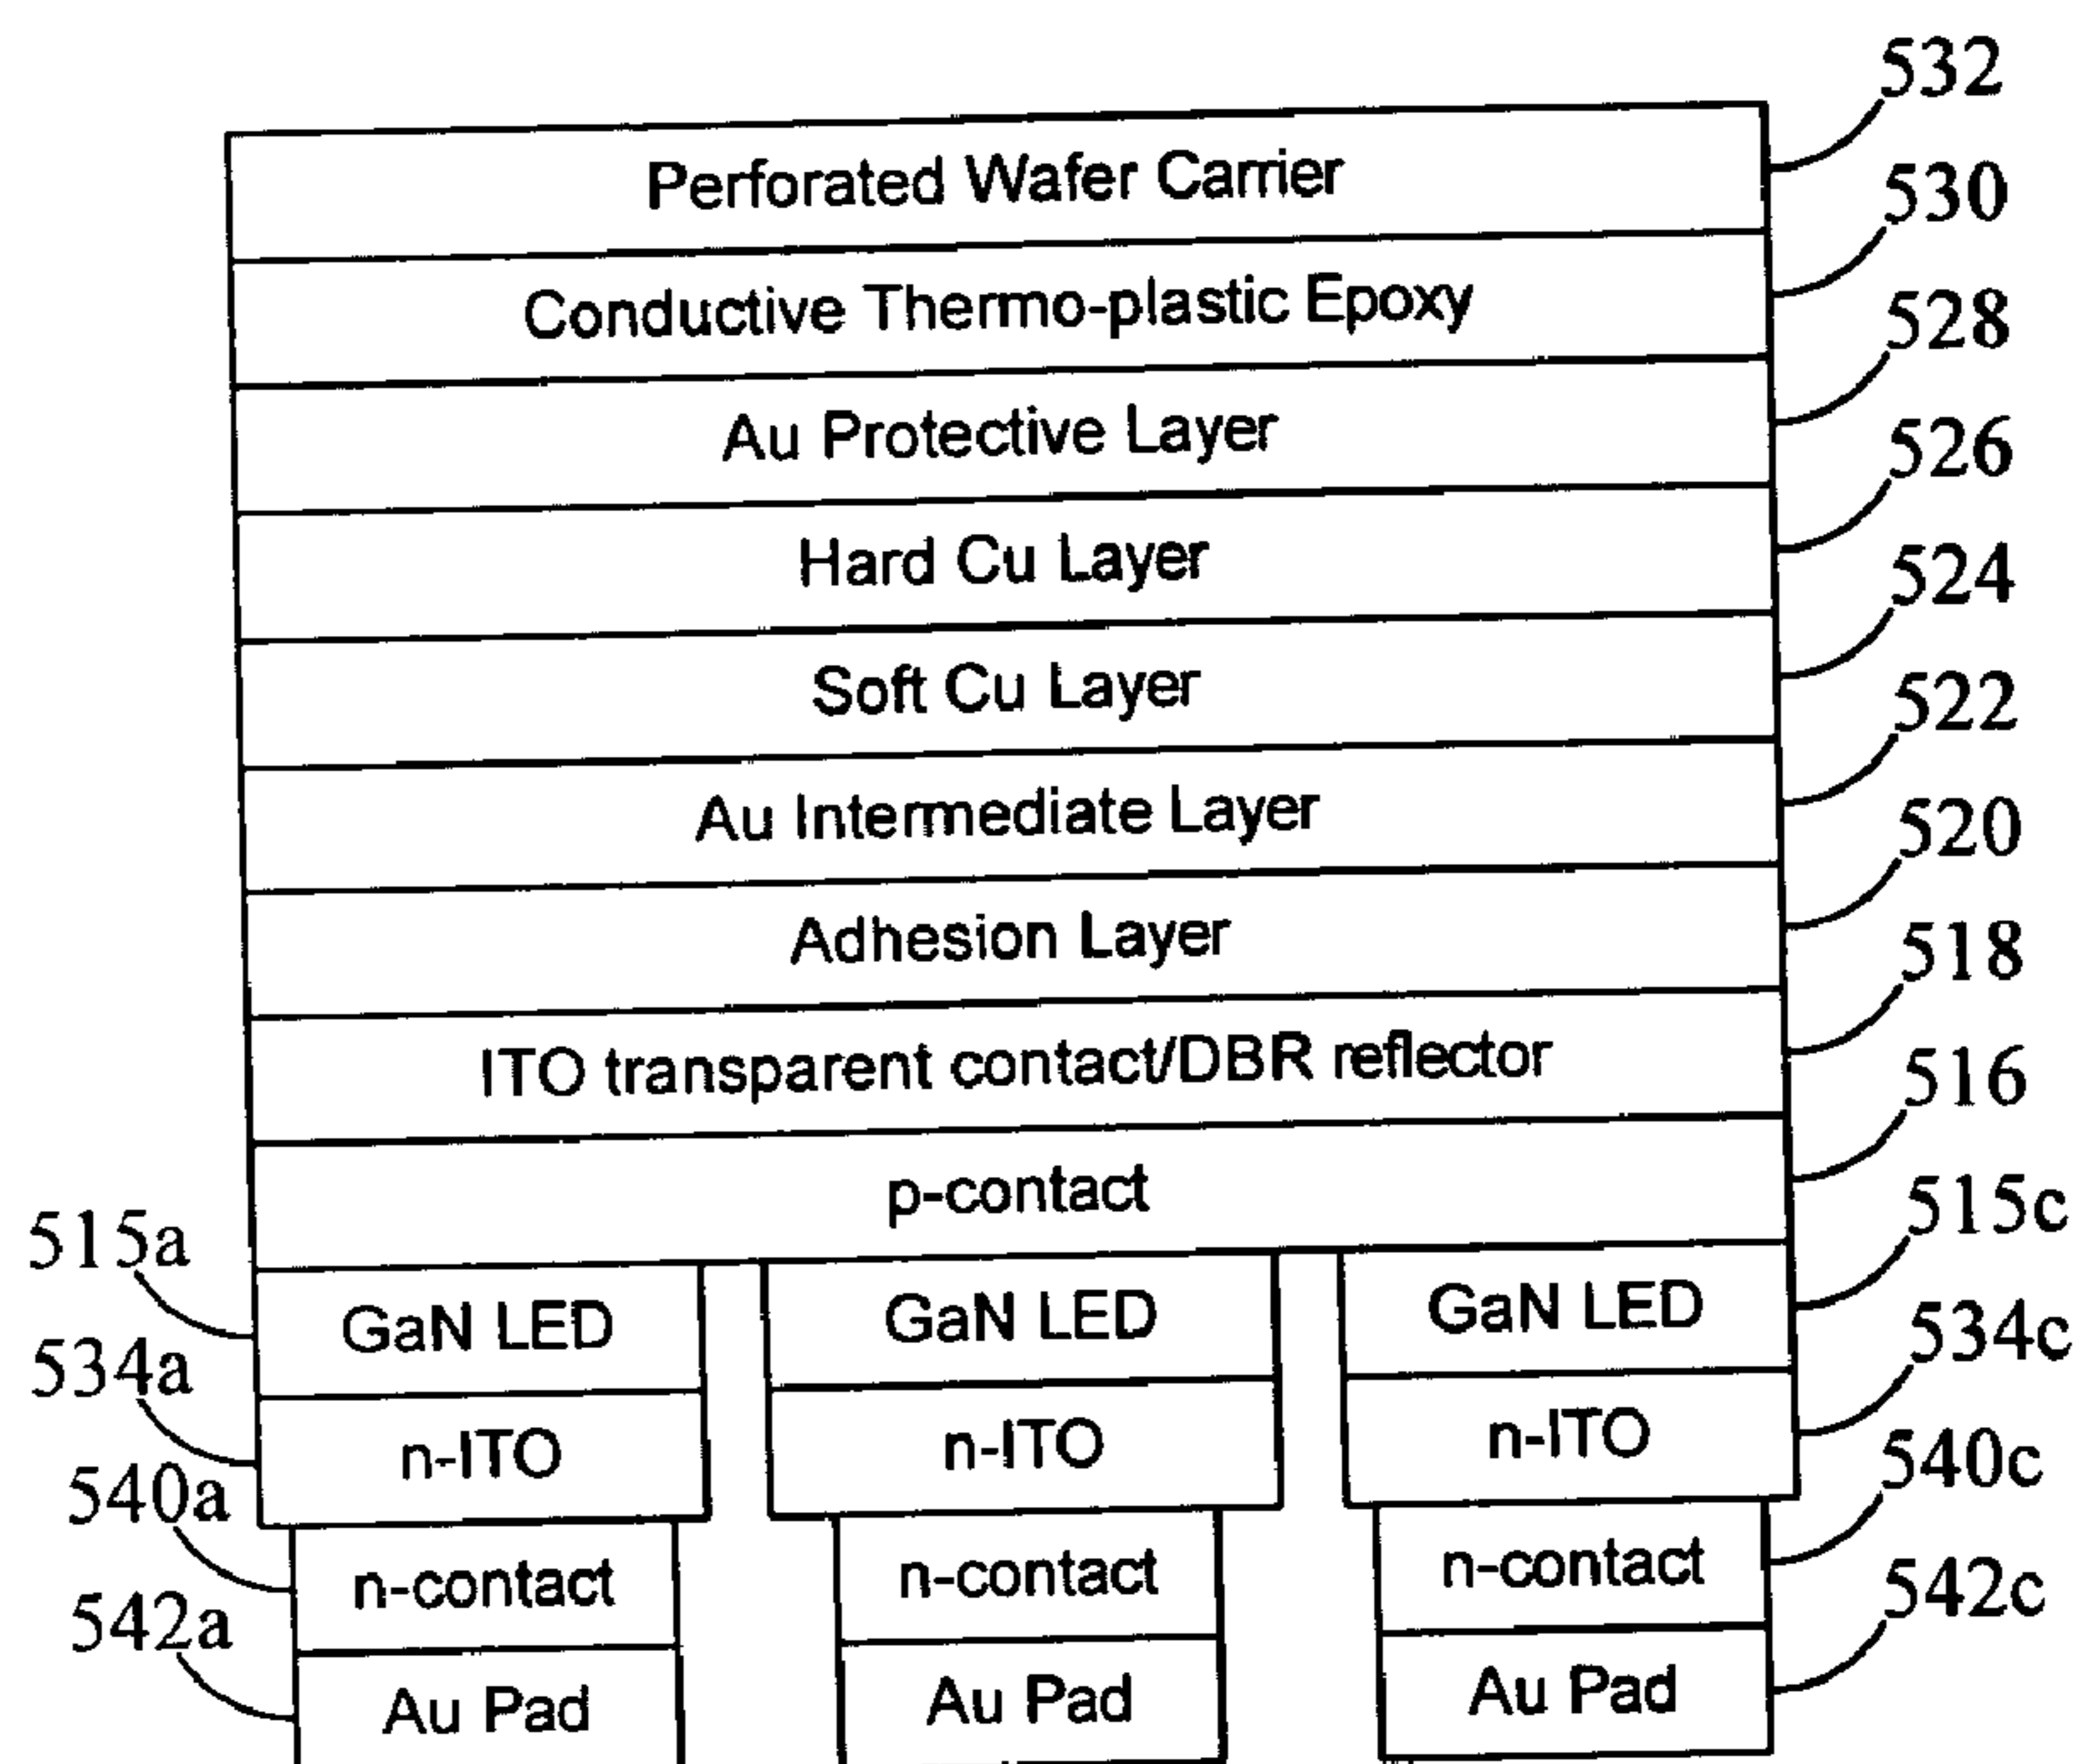 532
Perforated Wafer Carrier
530
Conductive Thermo-plastic Epoxy
528
Au Protective Layer
526
Hard Cu Layer
524
Soft Cu Layer
522
Au Intermediate Layer
520
Adhesion Layer
518
ITO transparent contact/DBR reflector
516
p-contact
515a
515c
GaN LED GaN LED GaN LED
534a
534c
n-ITO n-ITO n-ITO
540a
540c
n-contact n-contact n-contact
542a
542c
Au Pad Au Pad Au Pad